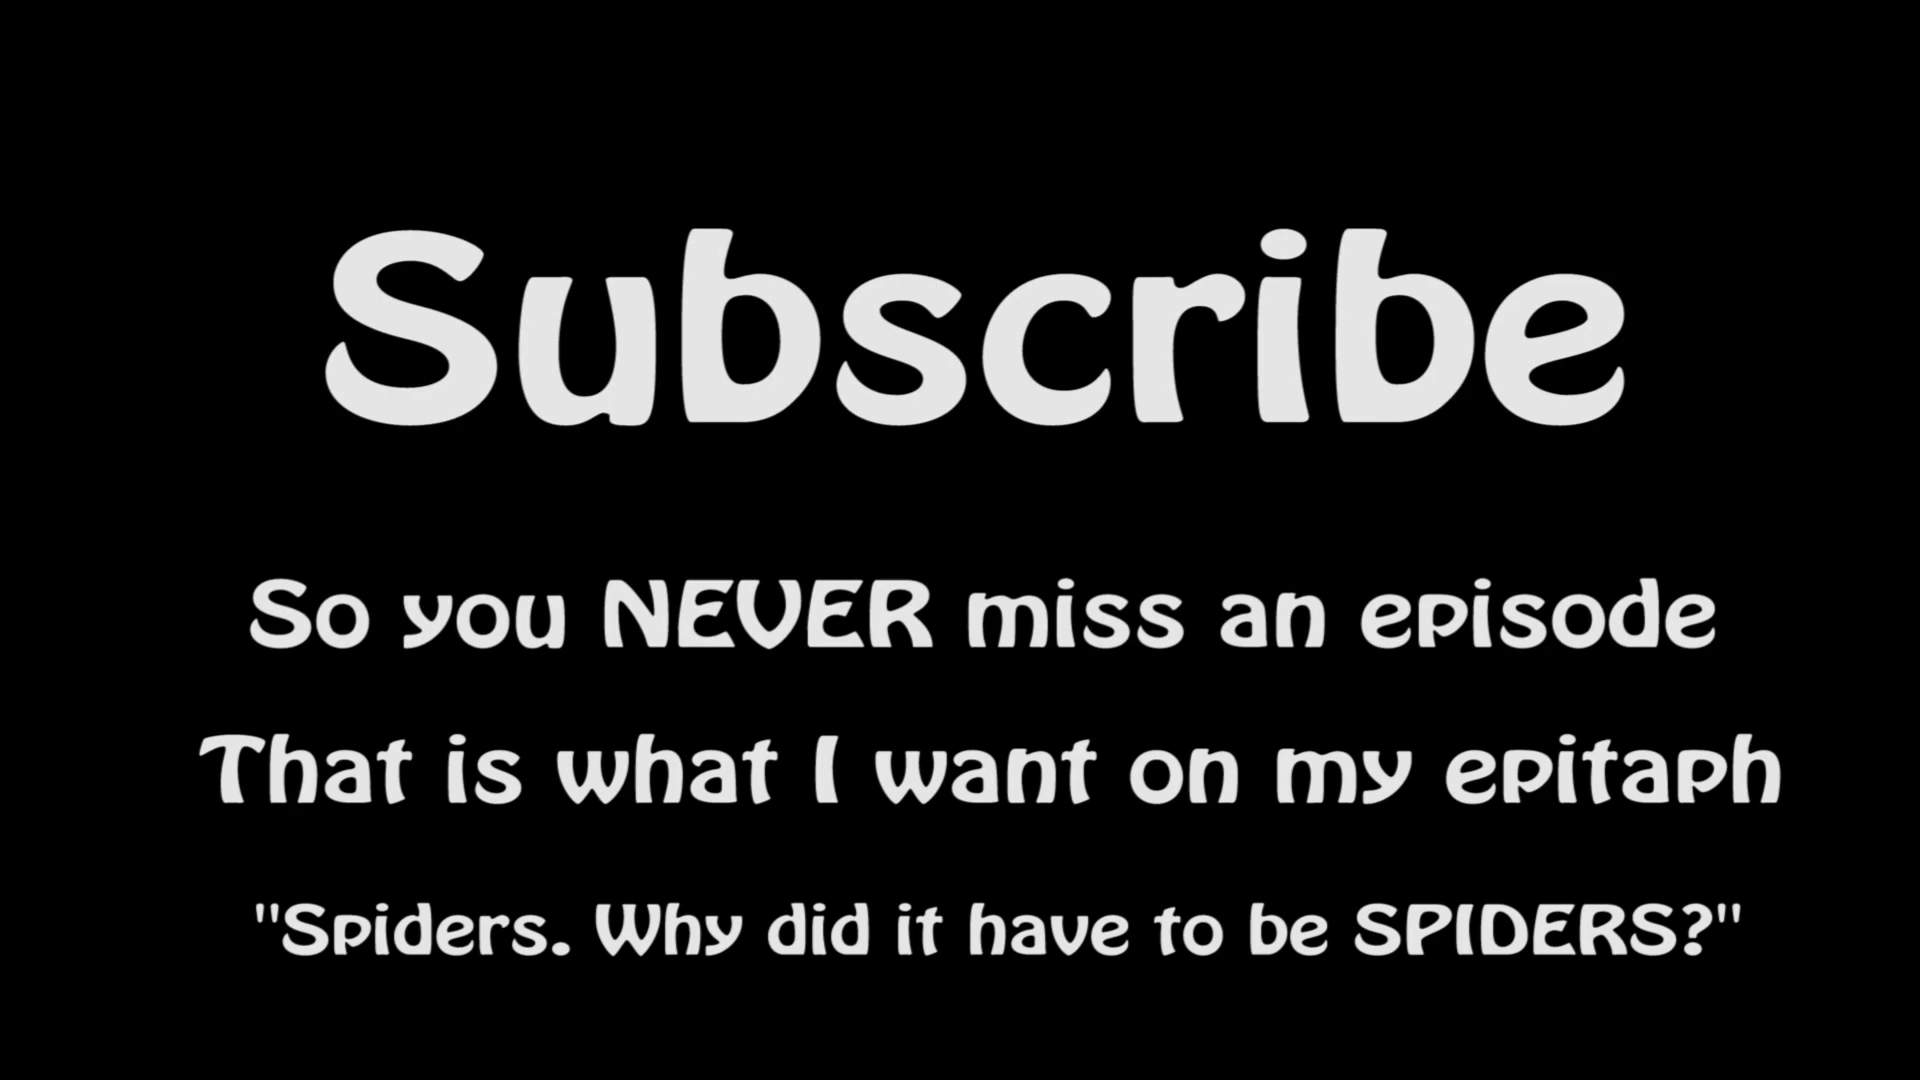 Subscribe
So you NEVER miss an episode
That is what I want on my epitaph
"Spiders. Why did it have to be SPIDERS?"